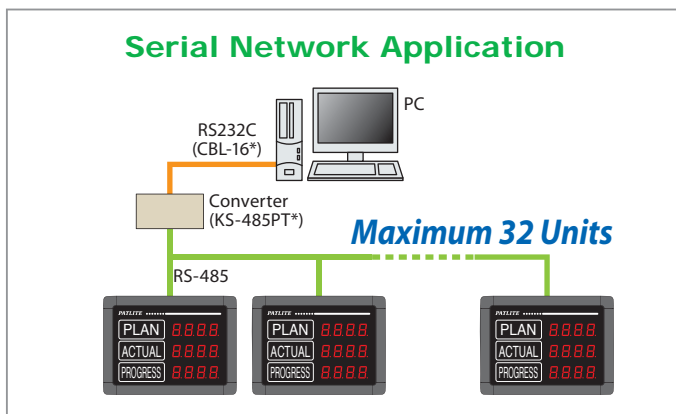 Serial Network Application
PC
RS232C
(CBL-16*)
Converter
(KS-485PT*)
Maximum 32 Units
RS-485
PATLITE
PLAN 8.8.8.8.
ACTUAL 8.8.8.8.
PROGRESS 8.8.8.8.
PATLITE
PLAN 8.8.8.8.
ACTUAL 8.8.8.8.
PROGRESS 8.8.8.8.
PATLITE
PLAN 8.8.8.8.
ACTUAL 8.8.8.8.
PROGRESS 8.8.8.8.